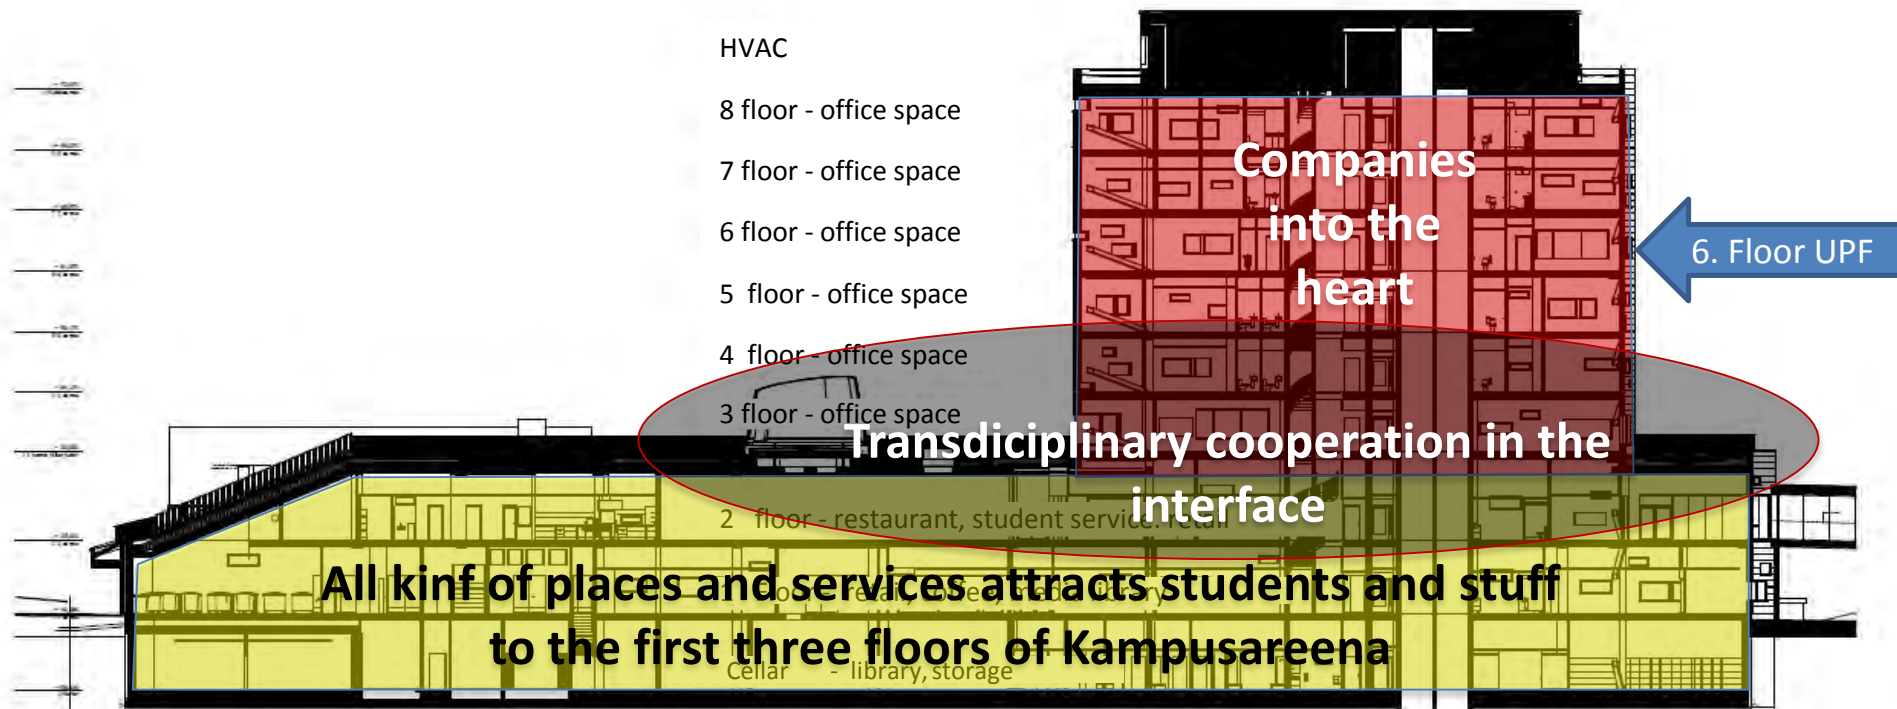 HVAC
8 floor - office space
7 floor - office space
6 floor - office space
5 floor - office space
4 floor - office space
3 floor - office space
2 floor - restaurant, student service. retail
Cellar - library, storage
Companies
into the
heart
6. Floor UPF
Transdiciplinary cooperation in the
interface
All kinf of places and services attracts students and stuff
to the first three floors of Kampusareena